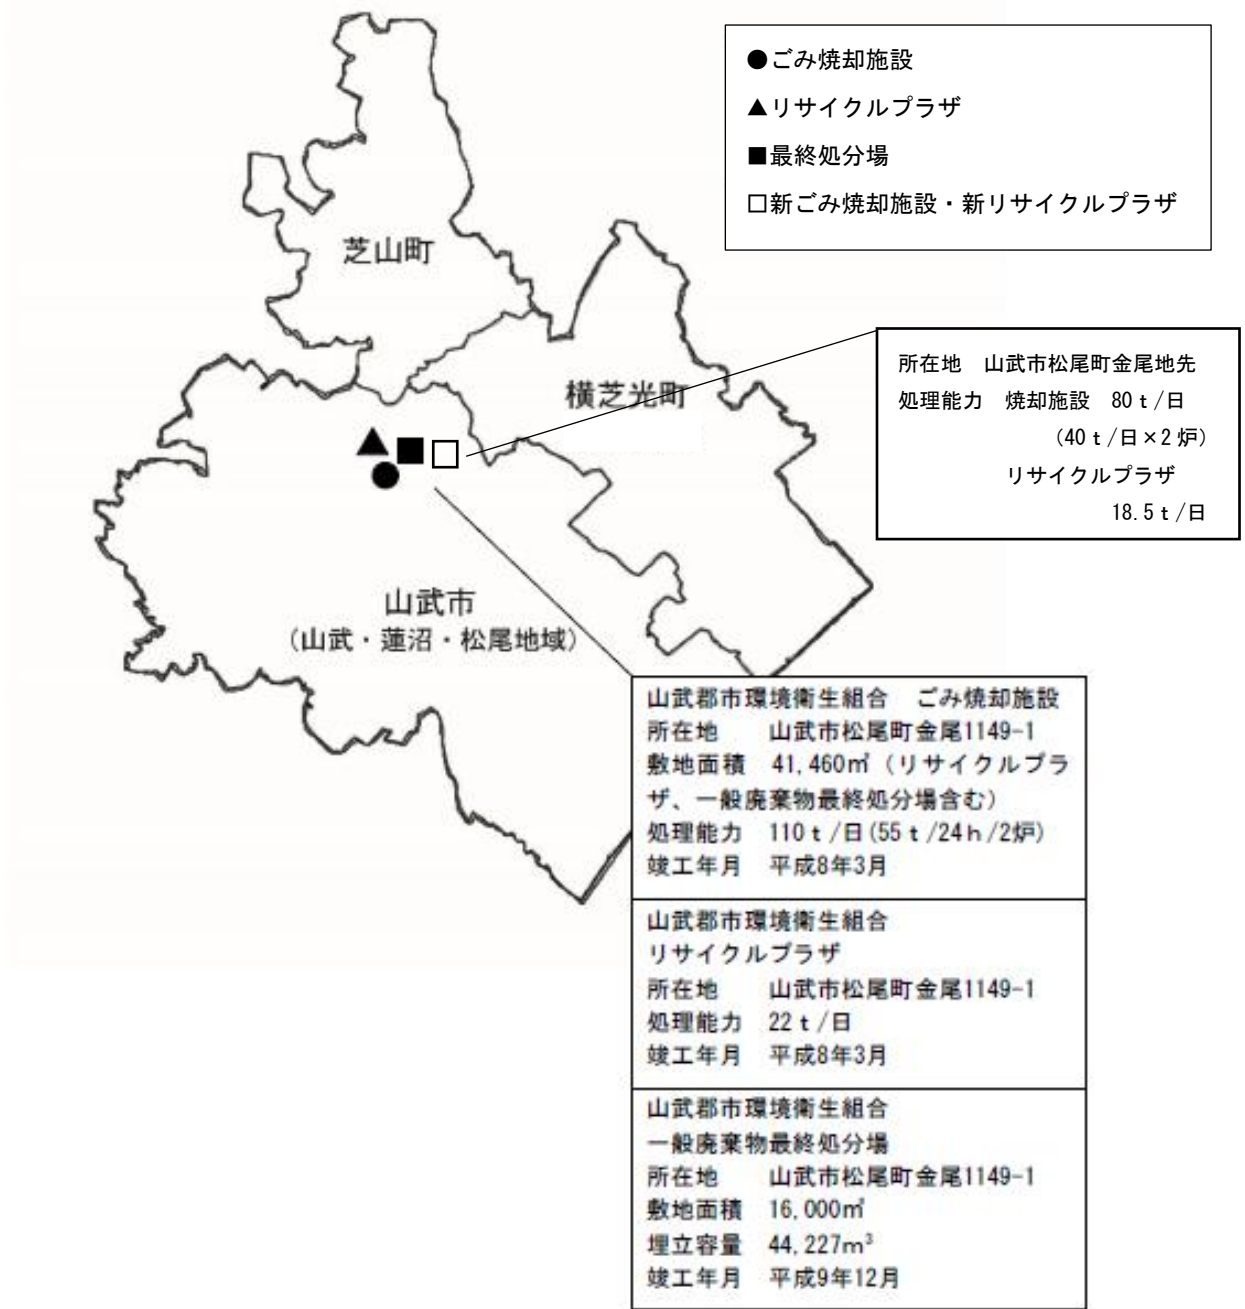 ●ごみ焼却施設
▲リサイクルプラザ
■最終処分場
□新ごみ焼却施設・新リサイクルプラザ
芝山町
横芝光町
所在地　山武市松尾町金尾地先
処理能力　焼却施設　80ｔ/日
（40ｔ/日×2炉）
リサイクルプラザ
18.5ｔ/日
山武市
（山武・蓮沼・松尾地域）
山武郡市環境衛生組合　ごみ焼却施設
所在地　山武市松尾町金尾1149-1
敷地面積　41,460㎡（リサイクルプラ
ザ、一般廃棄物最終処分場含む）
処理能力　110ｔ/日(55ｔ/24ｈ/2炉)
竣工年月　平成8年3月
山武郡市環境衛生組合
リサイクルプラザ
所在地　山武市松尾町金尾1149-1
処理能力　22ｔ/日
竣工年月　平成8年3月
山武郡市環境衛生組合
一般廃棄物最終処分場
所在地　山武市松尾町金尾1149-1
敷地面積　16,000㎡
埋立容量　44,227ｍ³
竣工年月　平成9年12月